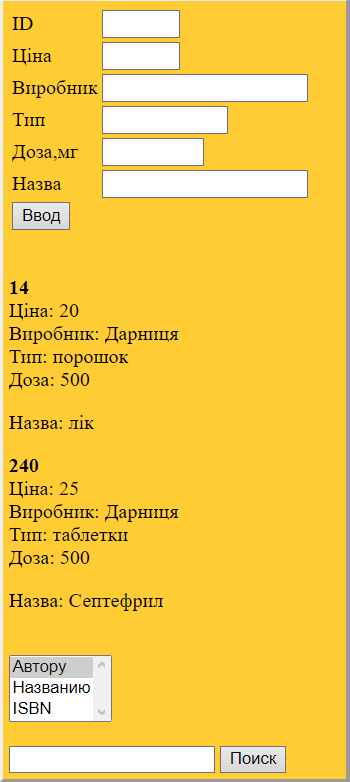 ID
Ціна
Виробник
Тип
Доза,мг
Назва
Ввод
14
Ціна: 20
Виробник: Дарниця
Тип: порошок
Доза: 500
Назва: лік
240
Ціна: 25
Виробник: Дарниця
Тип: таблетки
Доза: 500
Назва: Септефрил
Автору
Названию
ISBN
Поиск